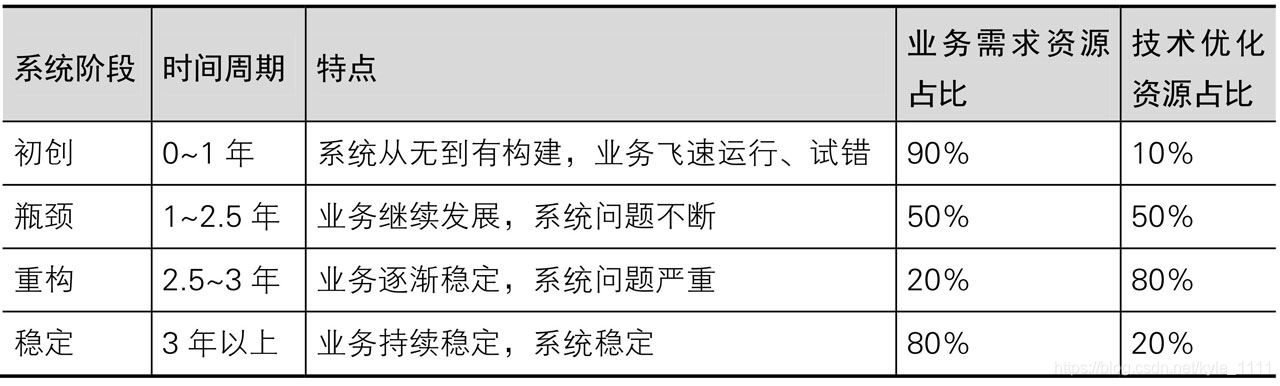 系统阶段 时间周期 特点 业务需求资源占比 技术优化资源占比
初创 0~1 年 系统从无到有构建，业务飞速运行、试错 90% 10%
瓶颈 1~2.5 年 业务继续发展，系统问题不断 50% 50%
重构 2.5~3 年 业务逐渐稳定，系统问题严重 20% 80%
稳定 3 年以上 业务持续稳定，系统稳定 80% 20%
https://blog.csdn.net/kyle_1111